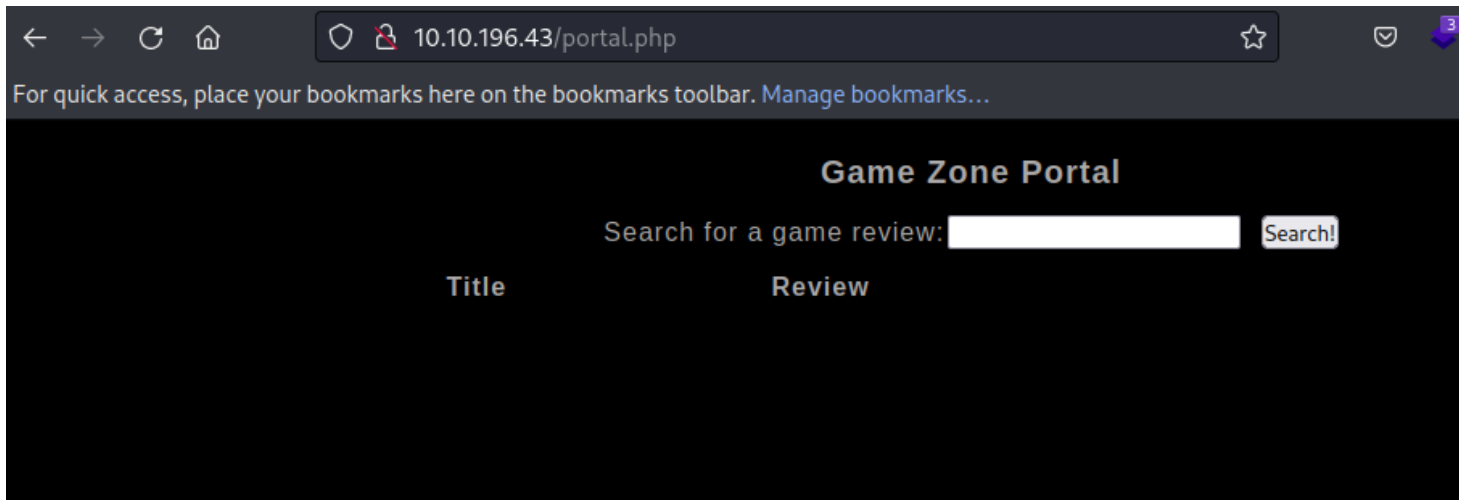 10.10.196.43/portal.php
3
For quick access, place your bookmarks here on the bookmarks toolbar. Manage bookmarks...
Game Zone Portal
Search for a game review: Search!
Title Review